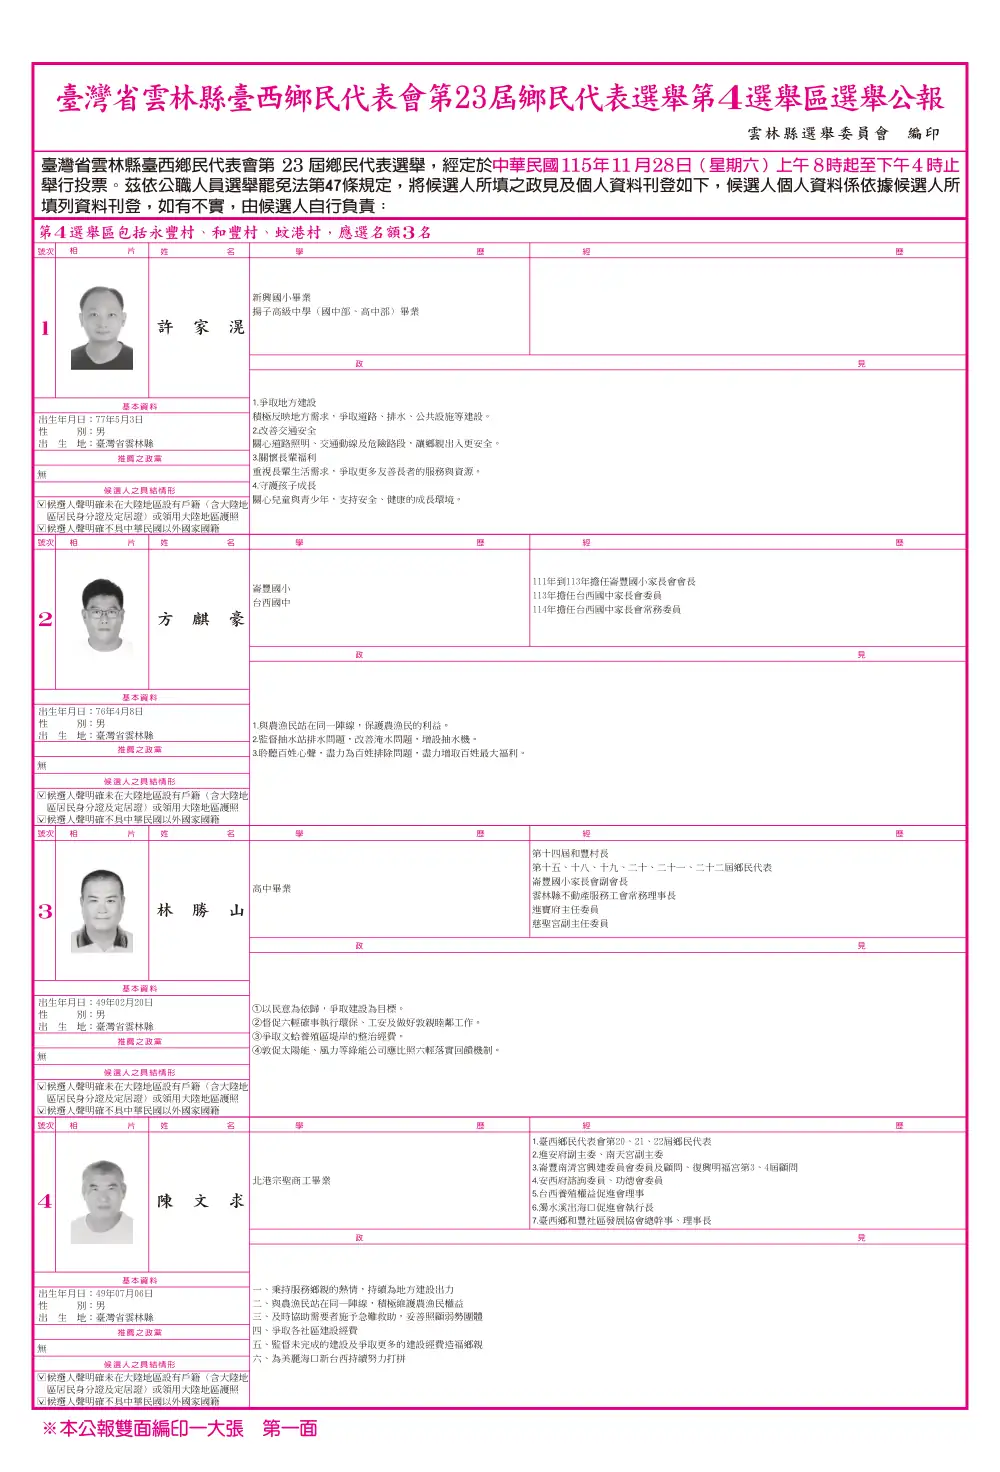 臺灣省雲林縣臺西鄉民代表會第23屆鄉民代表選舉第4選舉區選舉公報
雲林縣選舉委員會　編印
臺灣省雲林縣臺西鄉民代表會第 23 屆鄉民代表選舉，經定於中華民國115年11月28日（星期六）上午8時起至下午4時止
舉行投票。茲依公職人員選舉罷免法第47條規定，將候選人所填之政見及個人資料刊登如下，候選人個人資料係依據候選人所
填列資料刊登，如有不實，由候選人自行負責：
第4選舉區包括永豐村、和豐村、蚊港村，應選名額3名
號次 相片 姓名 學歷 經歷
1
許家滉
新興國小畢業
揚子高級中學（國中部、高中部）畢業
政見
1.爭取地方建設
積極反映地方需求，爭取道路、排水、公共設施等建設。
2.改善交通安全
關心道路照明、交通動線及危險路段，讓鄉親出入更安全。
3.關懷長輩福利
重視長輩生活需求，爭取更多友善長者的服務與資源。
4.守護孩子成長
關心兒童與青少年，支持安全、健康的成長環境。
基本資料
出生年月日：77年5月3日
性　　別：男
出　生　地：臺灣省雲林縣
推薦之政黨
無
候選人之具結情形
☑候選人聲明確未在大陸地區設有戶籍（含大陸地
區居民身分證及定居證）或領用大陸地區護照
☑候選人聲明確不具中華民國以外國家國籍
號次 相片 姓名 學歷 經歷
2
方麒豪
崙豐國小
台西國中
111年到113年擔任崙豐國小家長會會長
113年擔任台西國中家長會委員
114年擔任台西國中家長會常務委員
政見
1.與農漁民站在同一陣線，保護農漁民的利益。
2.監督抽水站排水問題，改善淹水問題，增設抽水機。
3.聆聽百姓心聲，盡力為百姓排除問題，盡力增取百姓最大福利。
基本資料
出生年月日：76年4月8日
性　　別：男
出　生　地：臺灣省雲林縣
推薦之政黨
無
候選人之具結情形
☑候選人聲明確未在大陸地區設有戶籍（含大陸地
區居民身分證及定居證）或領用大陸地區護照
☑候選人聲明確不具中華民國以外國家國籍
號次 相片 姓名 學歷 經歷
3
林勝山
高中畢業
第十四屆和豐村長
第十五、十八、十九、二十、二十一、二十二屆鄉民代表
崙豐國小家長會副會長
雲林縣不動產服務工會常務理事長
進寶府主任委員
慈聖宮副主任委員
政見
①以民意為依歸，爭取建設為目標。
②督促六輕確事執行環保、工安及做好敦親睦鄰工作。
③爭取文蛤養殖區堤岸的整治經費。
④敦促太陽能、風力等綠能公司應比照六輕落實回饋機制。
基本資料
出生年月日：49年02月20日
性　　別：男
出　生　地：臺灣省雲林縣
推薦之政黨
無
候選人之具結情形
☑候選人聲明確未在大陸地區設有戶籍（含大陸地
區居民身分證及定居證）或領用大陸地區護照
☑候選人聲明確不具中華民國以外國家國籍
號次 相片 姓名 學歷 經歷
4
陳文求
北港宗聖商工畢業
1.臺西鄉民代表會第20、21、22屆鄉民代表
2.進安府副主委、南天宮副主委
3.崙豐南清宮興建委員會委員及顧問、復興明福宮第3、4屆顧問
4.安西府諮詢委員、功德會委員
5.台西養殖權益促進會理事
6.濁水溪出海口促進會執行長
7.臺西鄉和豐社區發展協會總幹事、理事長
政見
一、秉持服務鄉親的熱情，持續為地方建設出力
二、與農漁民站在同一陣線，積極維護農漁民權益
三、及時協助需要者施予急難救助，妥善照顧弱勢團體
四、爭取各社區建設經費
五、監督未完成的建設及爭取更多的建設經費造福鄉親
六、為美麗海口新台西持續努力打拼
基本資料
出生年月日：49年07月06日
性　　別：男
出　生　地：臺灣省雲林縣
推薦之政黨
無
候選人之具結情形
☑候選人聲明確未在大陸地區設有戶籍（含大陸地
區居民身分證及定居證）或領用大陸地區護照
☑候選人聲明確不具中華民國以外國家國籍
※本公報雙面編印一大張　第一面